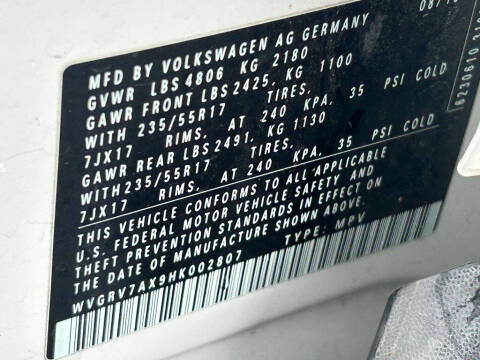 MFD BY VOLKSWAGEN AG GERMANY
GVWR LBS 4806 KG 2180
GAWR FRONT LBS 2425, KG 1100
WITH 235/55R17 TIRES,
7JX17 RIMS, AT 240 KPA, 35 PSI COLD
GAWR REAR LBS 2491, KG 1130
WITH 235/55R17 TIRES,
7JX17 RIMS, AT 240 KPA, 35 PSI COLD
THIS VEHICLE CONFORMS TO ALL APPLICABLE
U.S. FEDERAL MOTOR VEHICLE SAFETY AND
THEFT PREVENTION STANDARDS IN EFFECT ON
THE DATE OF MANUFACTURE SHOWN ABOVE.
WVGRV7AX9HK002807 TYPE: MPV